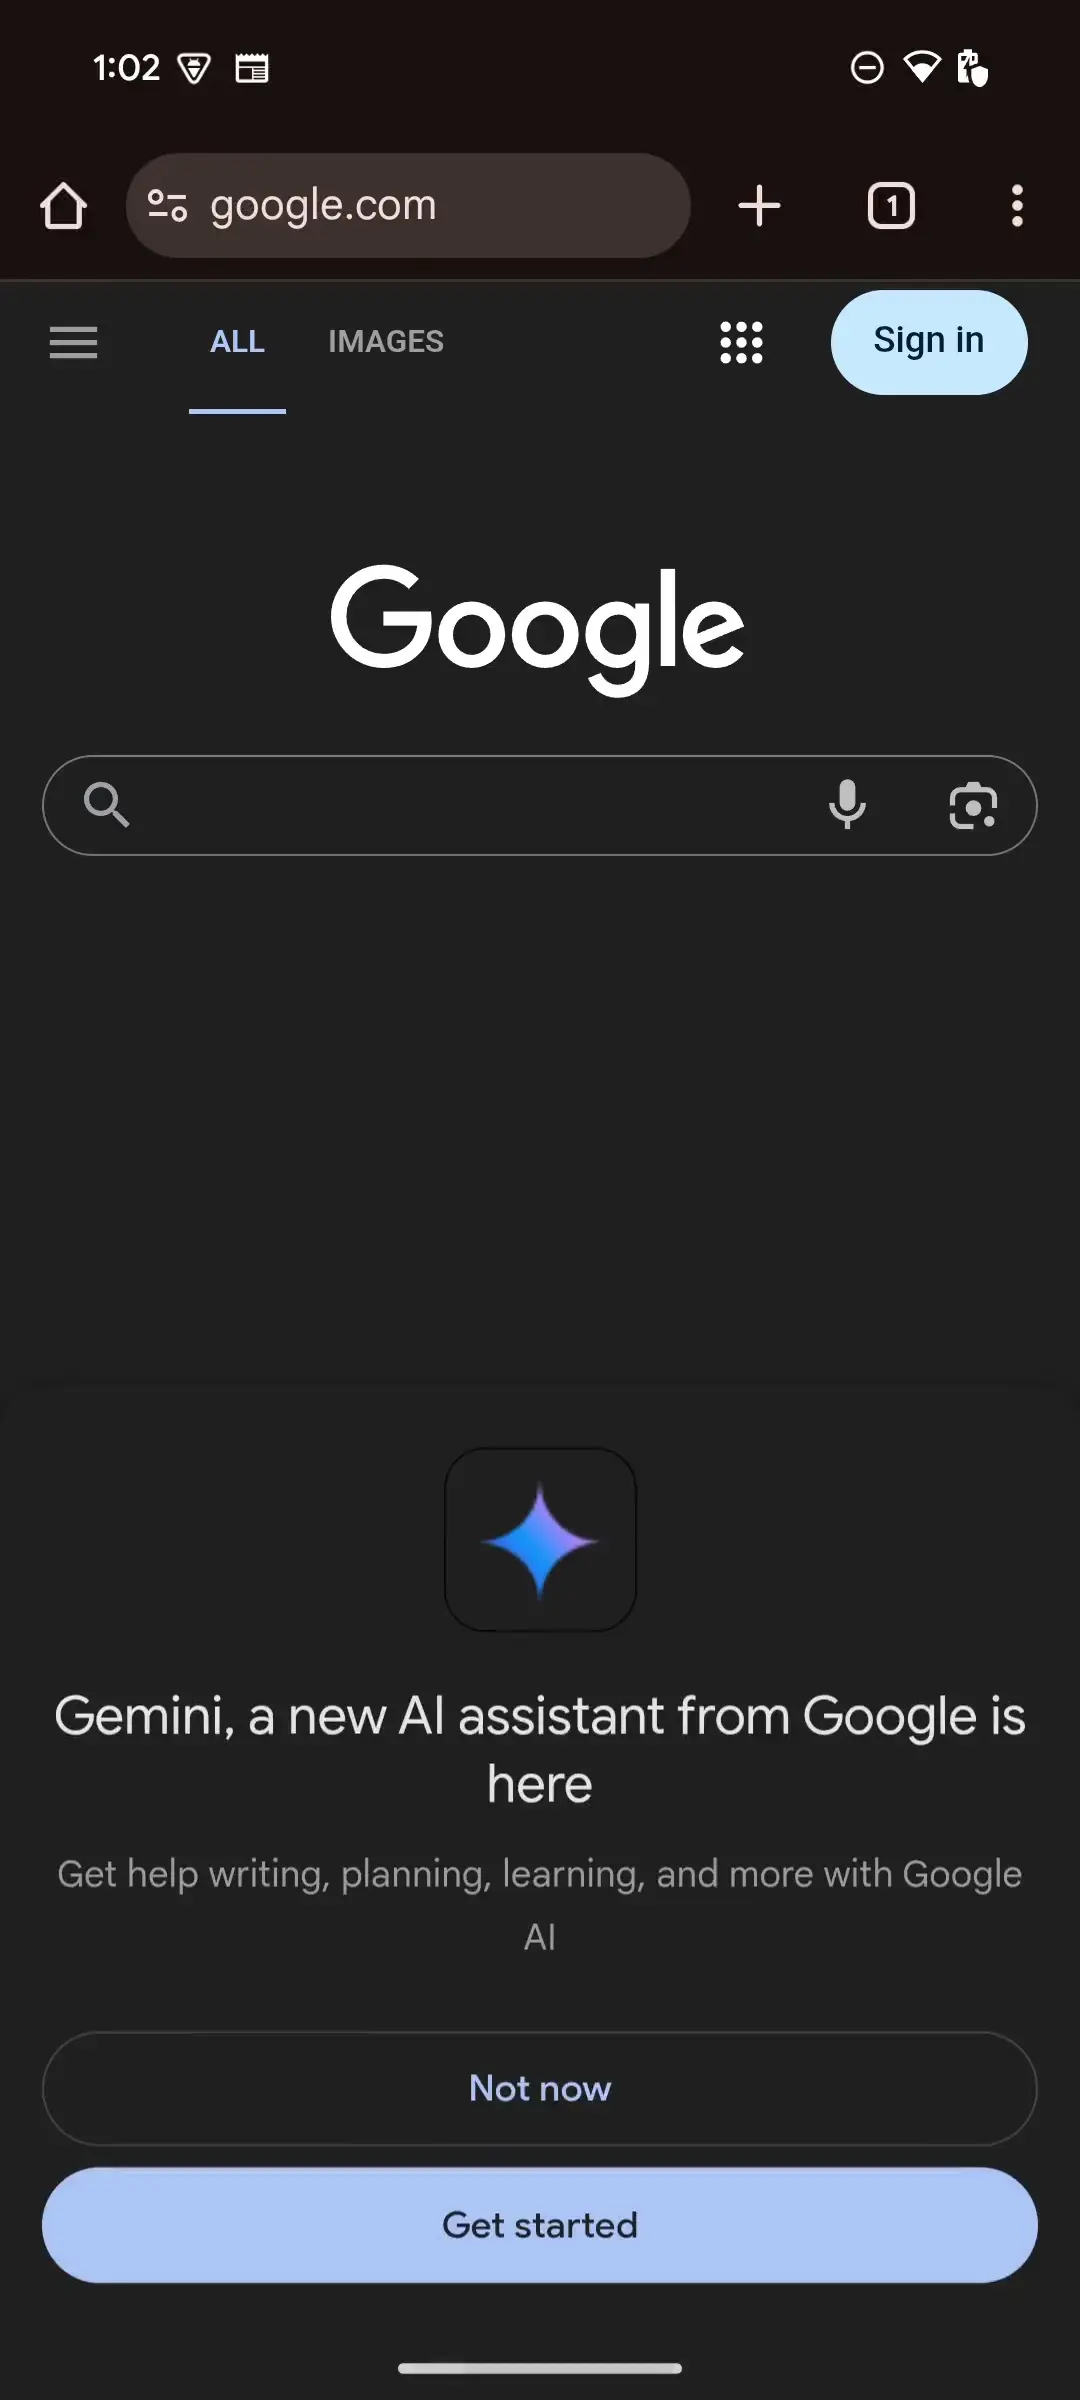 1:02
google.com
1
ALL IMAGES
Sign in
Google
Gemini, a new AI assistant from Google is
here
Get help writing, planning, learning, and more with Google
AI
Not now
Get started